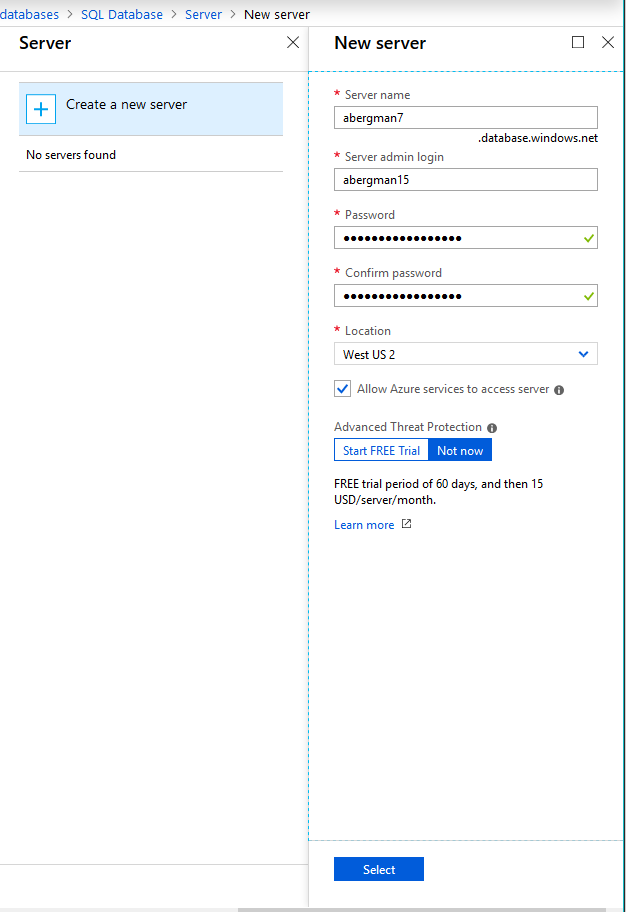 databases > SQL Database > Server > New server
Server
Create a new server
No servers found
New server
* Server name
abergman7
.database.windows.net
* Server admin login
abergman15
* Password
•••••••••••••••••
* Confirm password
•••••••••••••••••
* Location
West US 2
Allow Azure services to access server
Advanced Threat Protection
Start FREE Trial Not now
FREE trial period of 60 days, and then 15
USD/server/month.
Learn more
Select